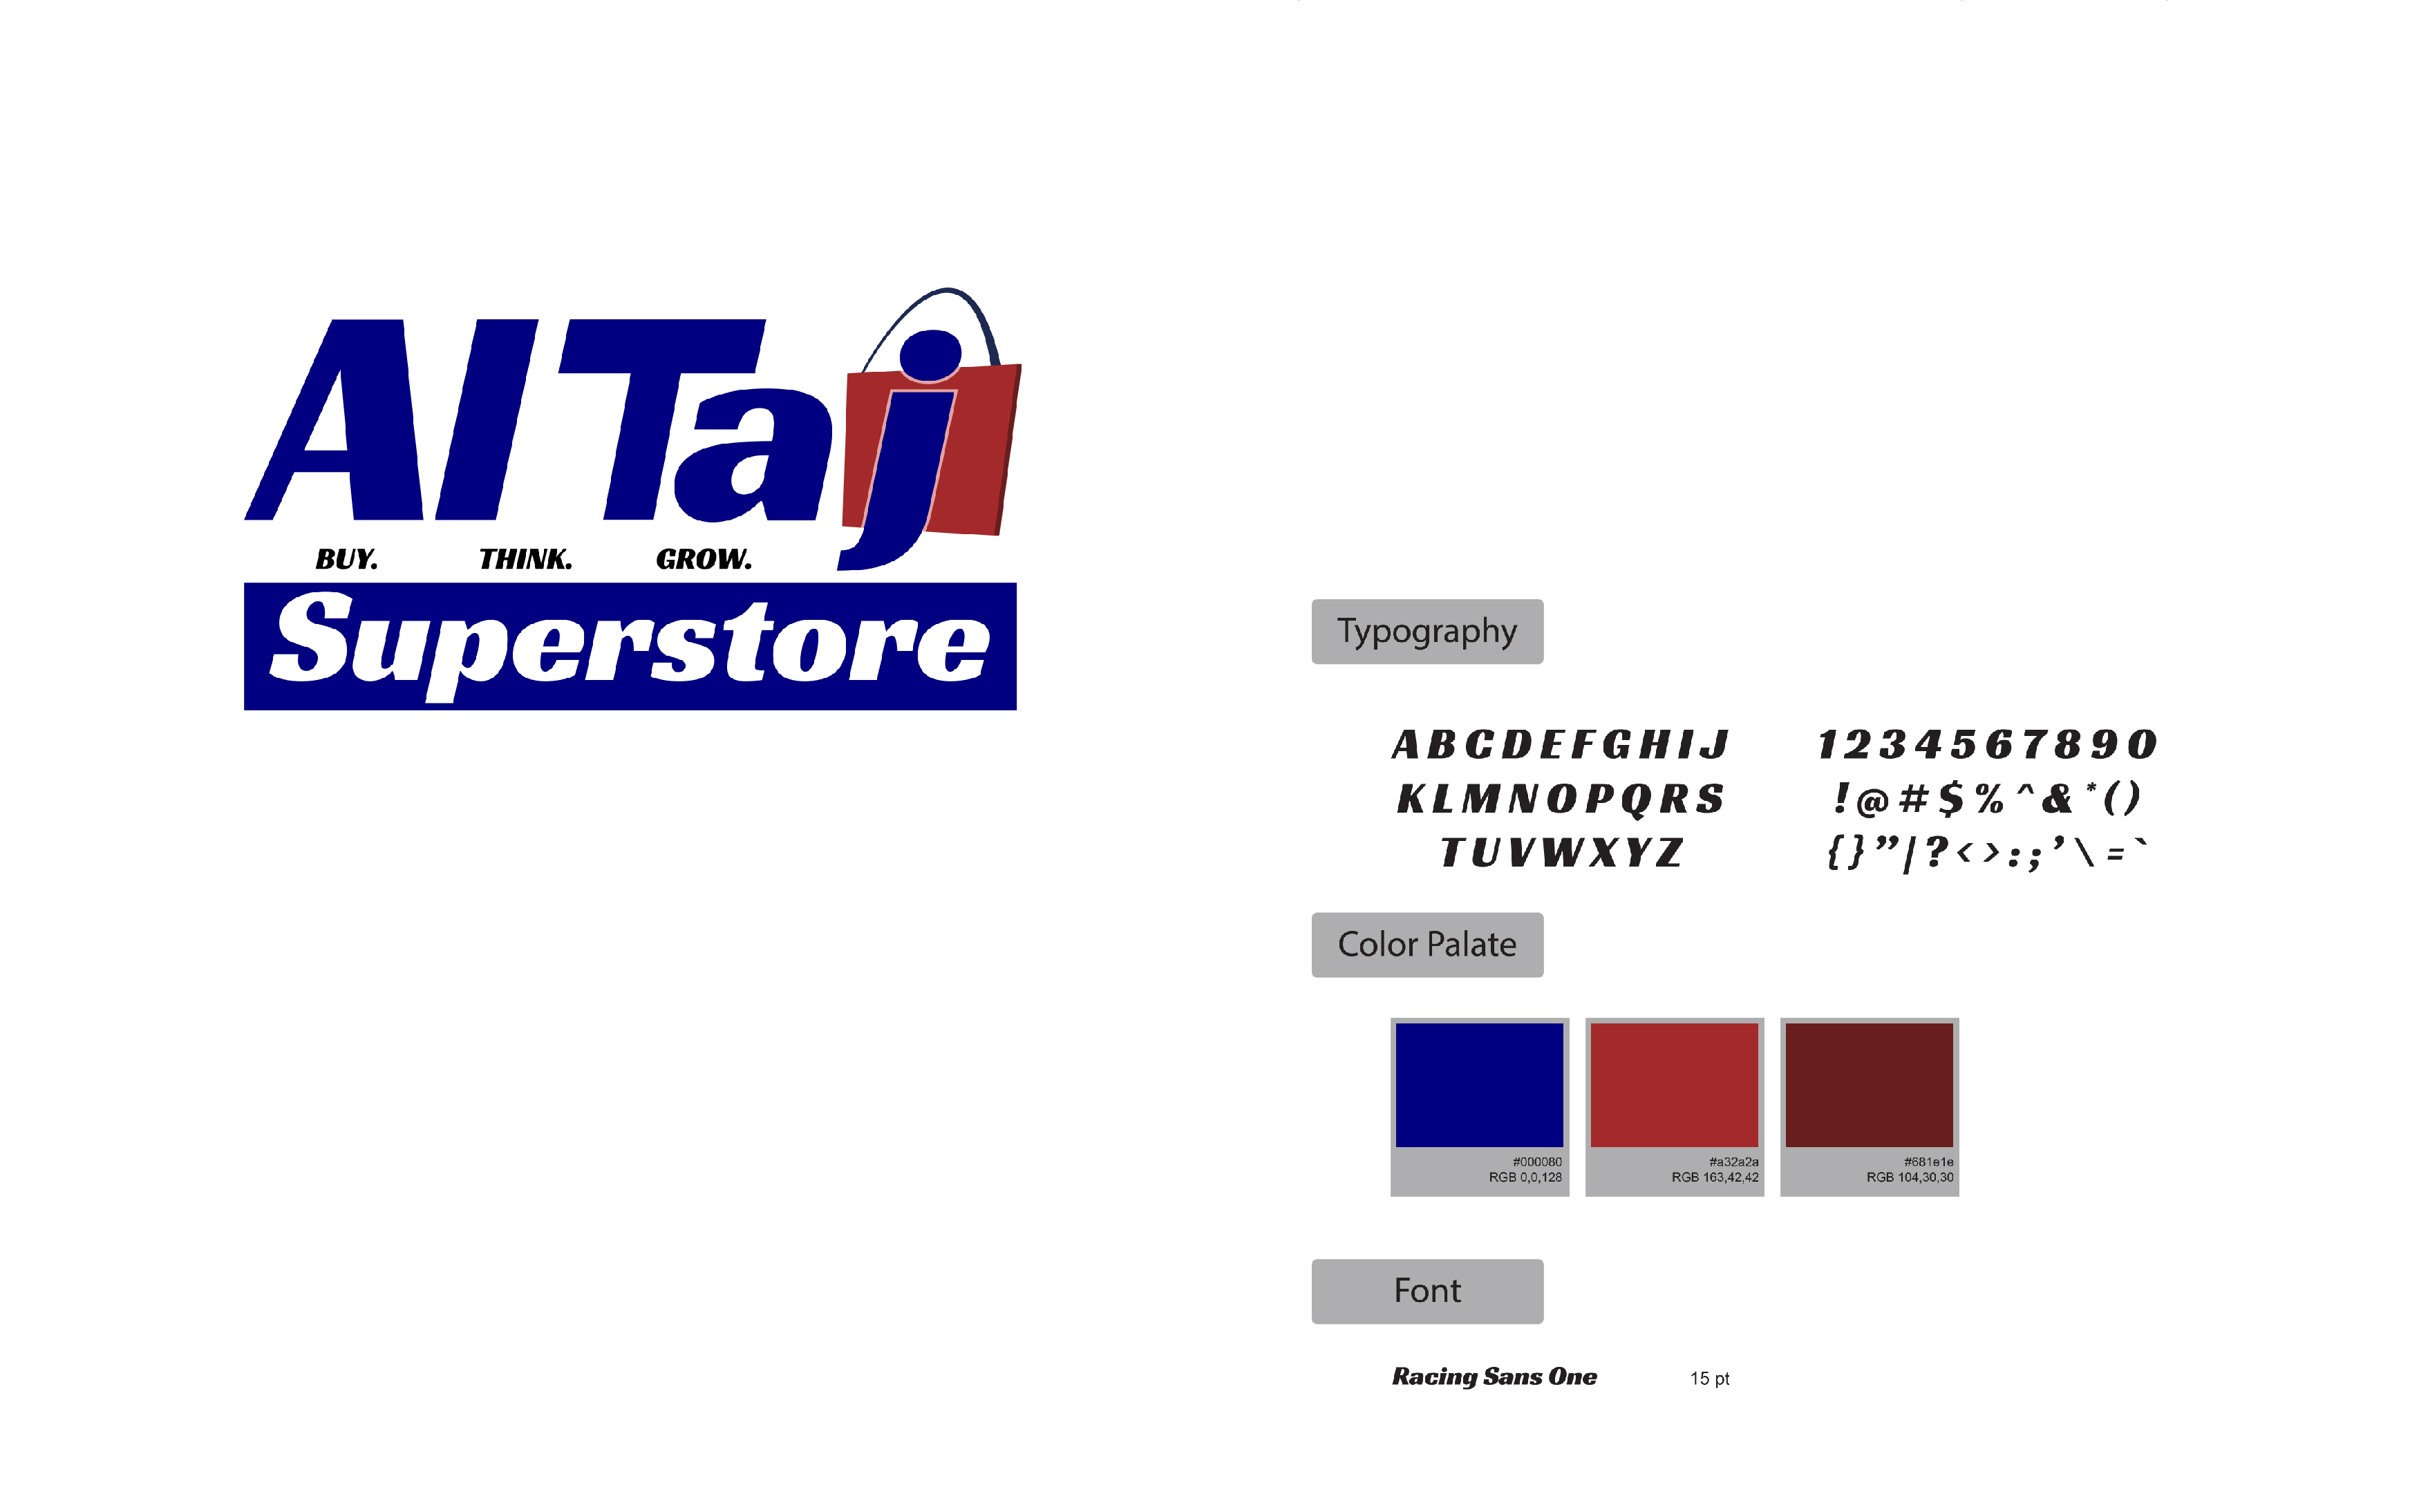 Al Taj
BUY. THINK. GROW.
Superstore
Typography
A B C D E F G H I J
K L M N O P Q R S
T U V W X Y Z
1 2 3 4 5 6 7 8 9 0
! @ # $ % ^ & * ( )
{ } ” | ? < > : ; ’ \ = `
Color Palate
#000080
RGB 0,0,128
#a32a2a
RGB 163,42,42
#681e1e
RGB 104,30,30
Font
Racing Sans One
15 pt